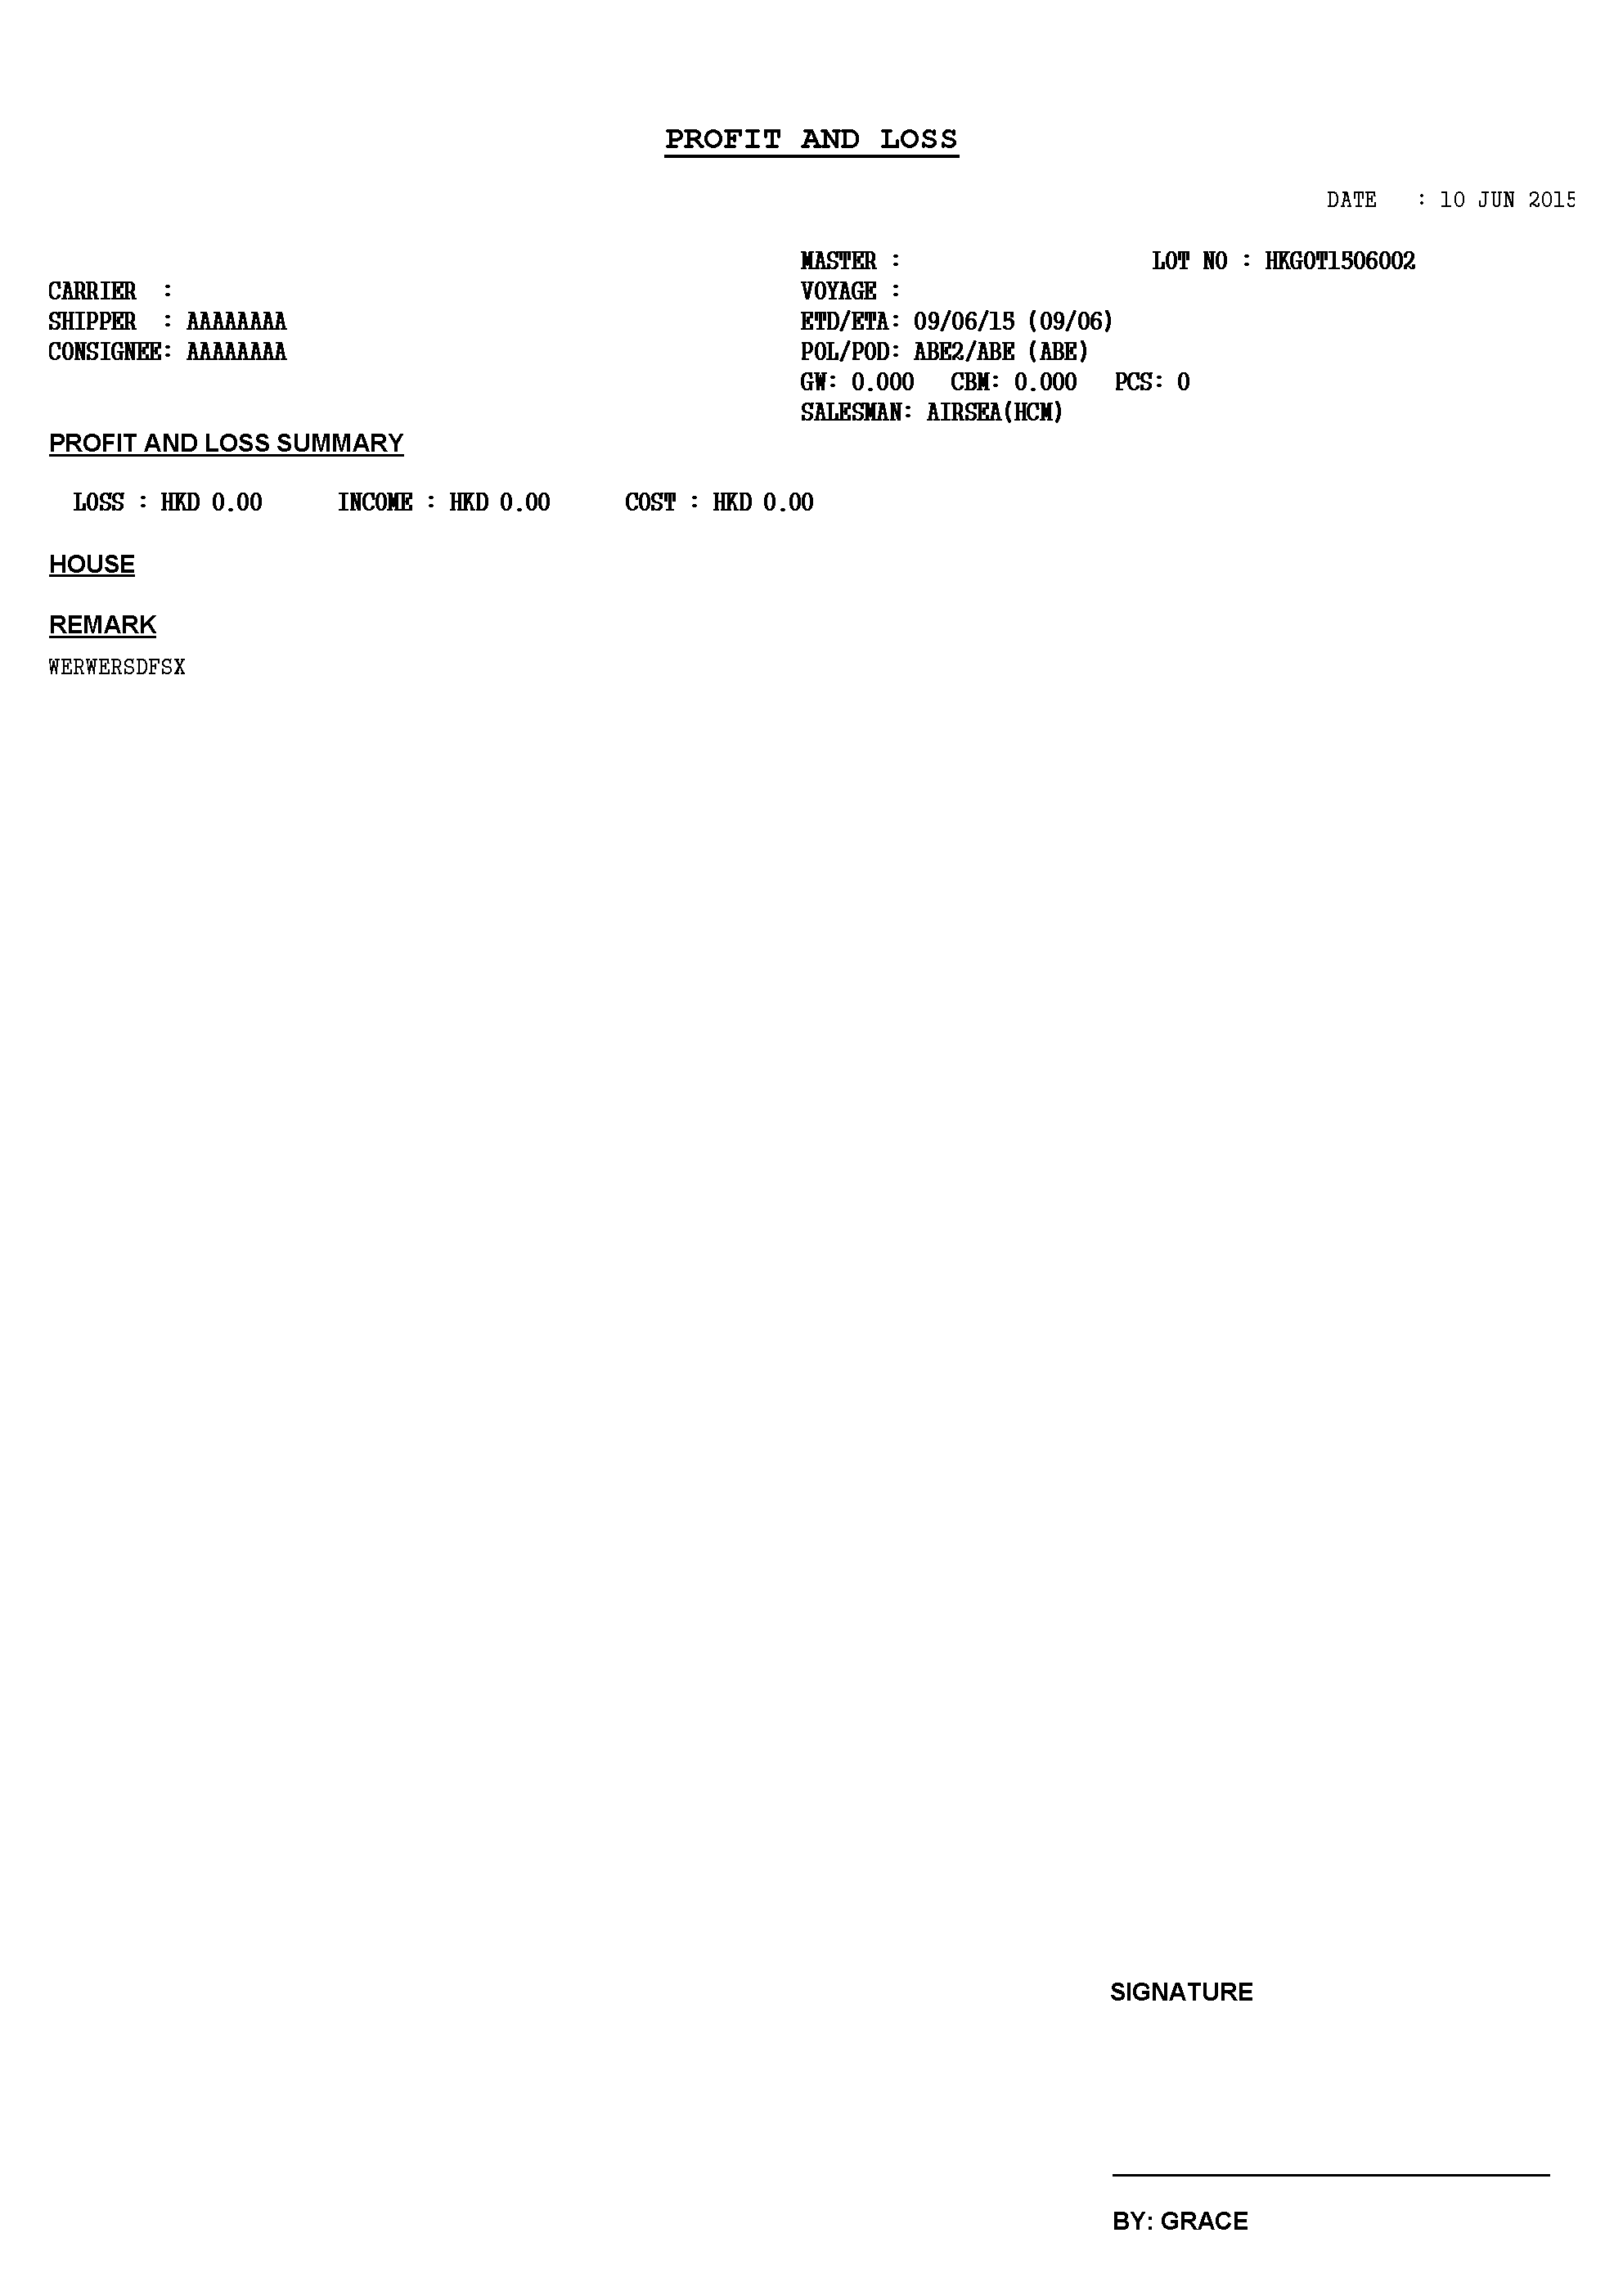 PROFIT AND LOSS
DATE : 10 JUN 2015
MASTER : LOT NO : HKGOT1506002
CARRIER : VOYAGE :
SHIPPER : AAAAAAAA ETD/ETA: 09/06/15 (09/06)
CONSIGNEE: AAAAAAAA POL/POD: ABE2/ABE (ABE)
GW: 0.000 CBM: 0.000 PCS: 0
SALESMAN: AIRSEA(HCM)
PROFIT AND LOSS SUMMARY
LOSS : HKD 0.00 INCOME : HKD 0.00 COST : HKD 0.00
HOUSE
REMARK
WERWERSDFSX
SIGNATURE
BY: GRACE